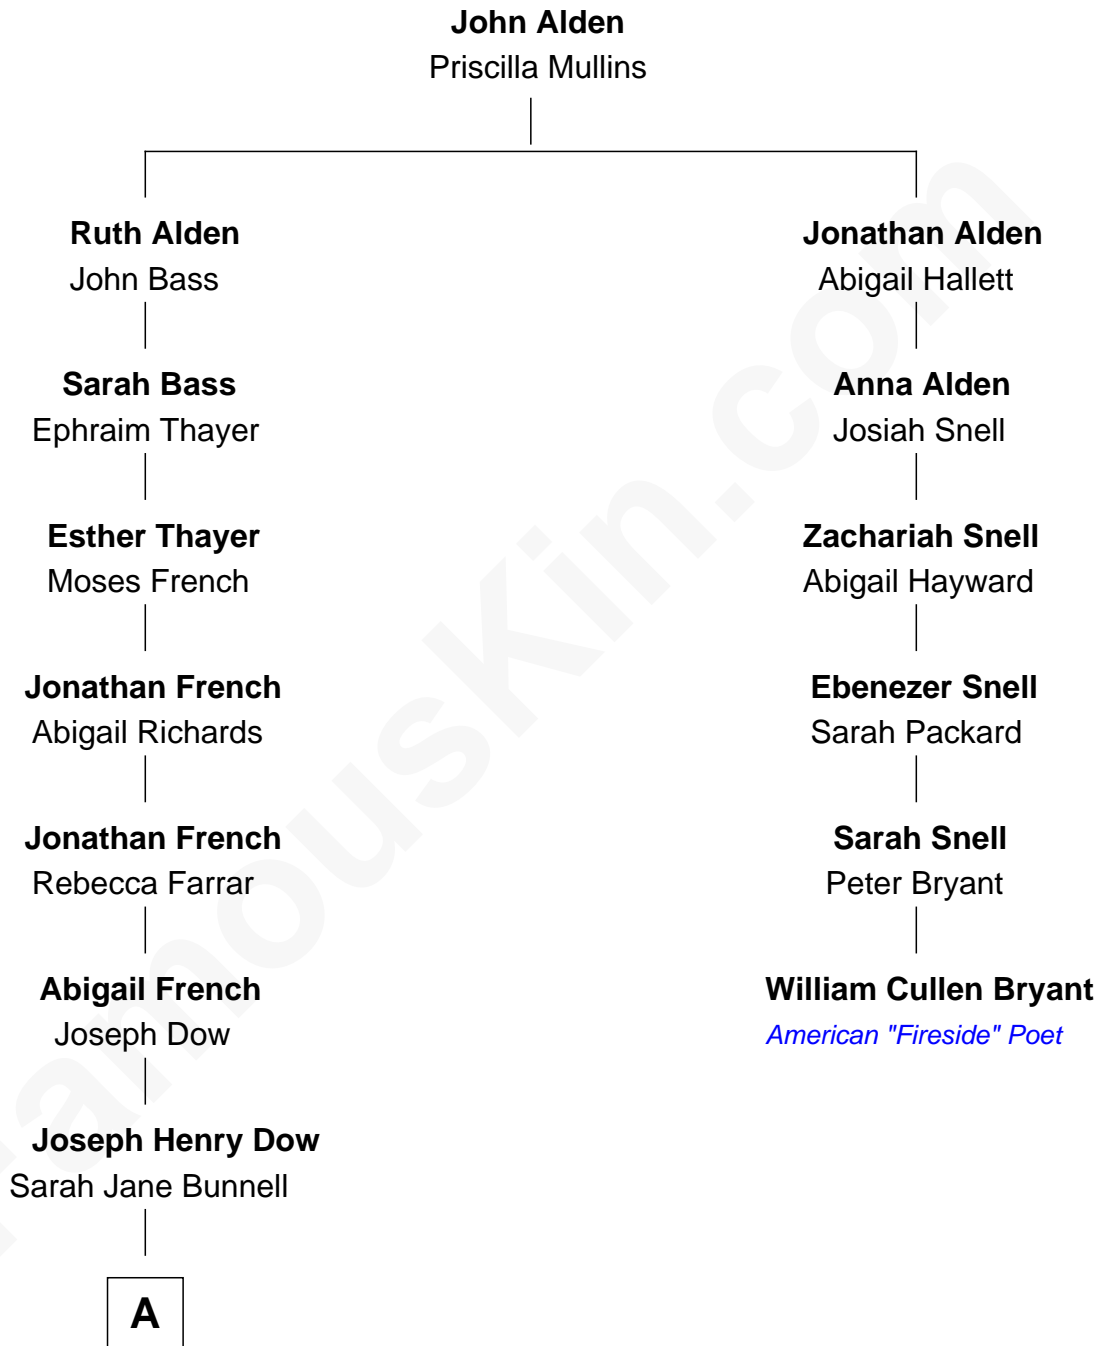 John Alden
Priscilla Mullins
Ruth Alden
John Bass
Jonathan Alden
Abigail Hallett
Sarah Bass
Ephraim Thayer
Anna Alden
Josiah Snell
Esther Thayer
Moses French
Zachariah Snell
Abigail Hayward
Jonathan French
Abigail Richards
Ebenezer Snell
Sarah Packard
Jonathan French
Rebecca Farrar
Sarah Snell
Peter Bryant
Abigail French
Joseph Dow
William Cullen Bryant
American "Fireside" Poet
Joseph Henry Dow
Sarah Jane Bunnell
A
FamousKin.com